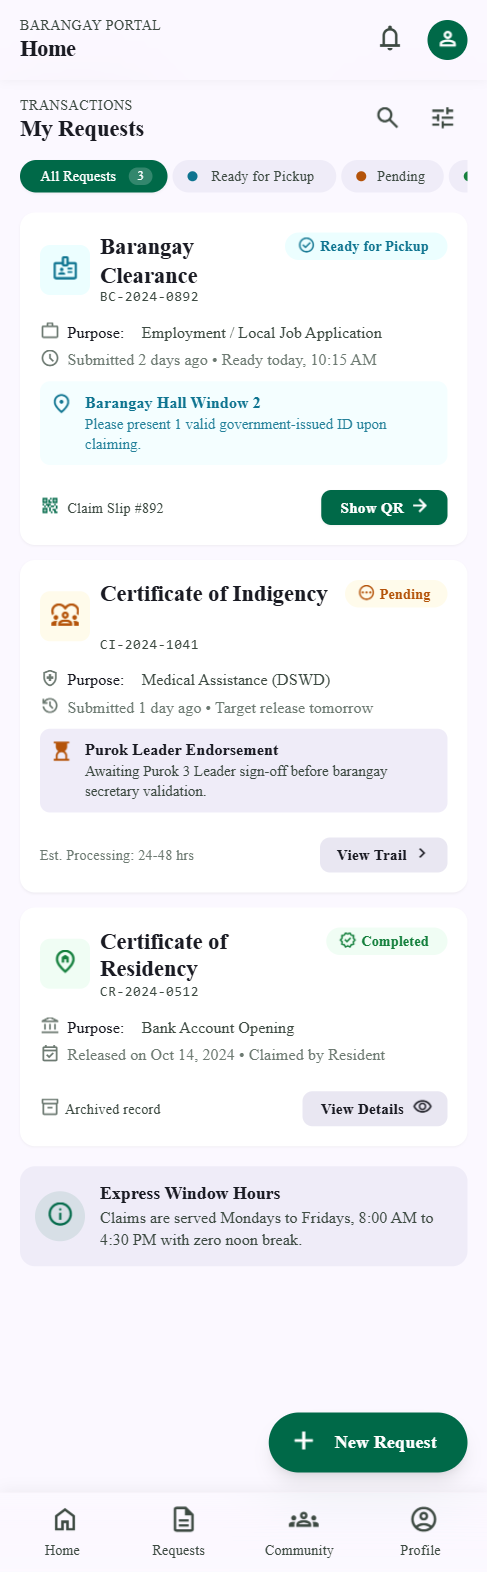 BARANGAY PORTAL
Home
TRANSACTIONS
My Requests
All Requests 3 Ready for Pickup Pending
Barangay Clearance
Ready for Pickup
BC-2024-0892
Purpose: Employment / Local Job Application
Submitted 2 days ago • Ready today, 10:15 AM
Barangay Hall Window 2
Please present 1 valid government-issued ID upon
claiming.
Claim Slip #892
Show QR
Certificate of Indigency
Pending
CI-2024-1041
Purpose: Medical Assistance (DSWD)
Submitted 1 day ago • Target release tomorrow
Purok Leader Endorsement
Awaiting Purok 3 Leader sign-off before barangay
secretary validation.
Est. Processing: 24-48 hrs
View Trail
Certificate of
Residency
Completed
CR-2024-0512
Purpose: Bank Account Opening
Released on Oct 14, 2024 • Claimed by Resident
Archived record
View Details
Express Window Hours
Claims are served Mondays to Fridays, 8:00 AM to
4:30 PM with zero noon break.
New Request
Home Requests Community Profile